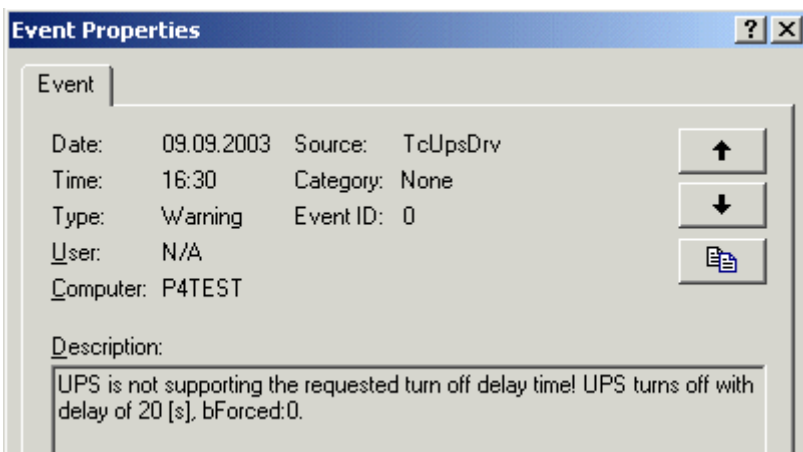 Event Properties
Event
Date: 09.09.2003 Source: TcUpsDrv
Time: 16:30 Category: None
Type: Warning Event ID: 0
User: N/A
Computer: P4TEST
Description:
UPS is not supporting the requested turn off delay time! UPS turns off with
delay of 20 [s], bForced:0.